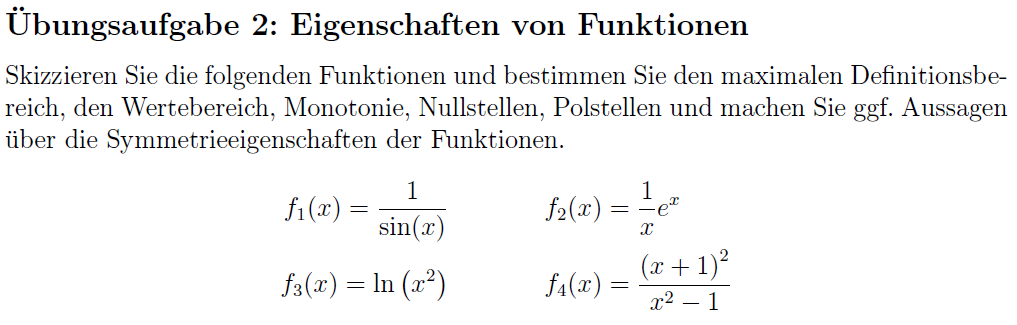 Übungsaufgabe 2: Eigenschaften von Funktionen
Skizzieren Sie die folgenden Funktionen und bestimmen Sie den maximalen Definitionsbe-
reich, den Wertebereich, Monotonie, Nullstellen, Polstellen und machen Sie ggf. Aussagen
über die Symmetrieeigenschaften der Funktionen.
f₁(x) = 1/sin(x) f₂(x) = 1/x eˣ
f₃(x) = ln (x²) f₄(x) = (x + 1)²/(x² − 1)